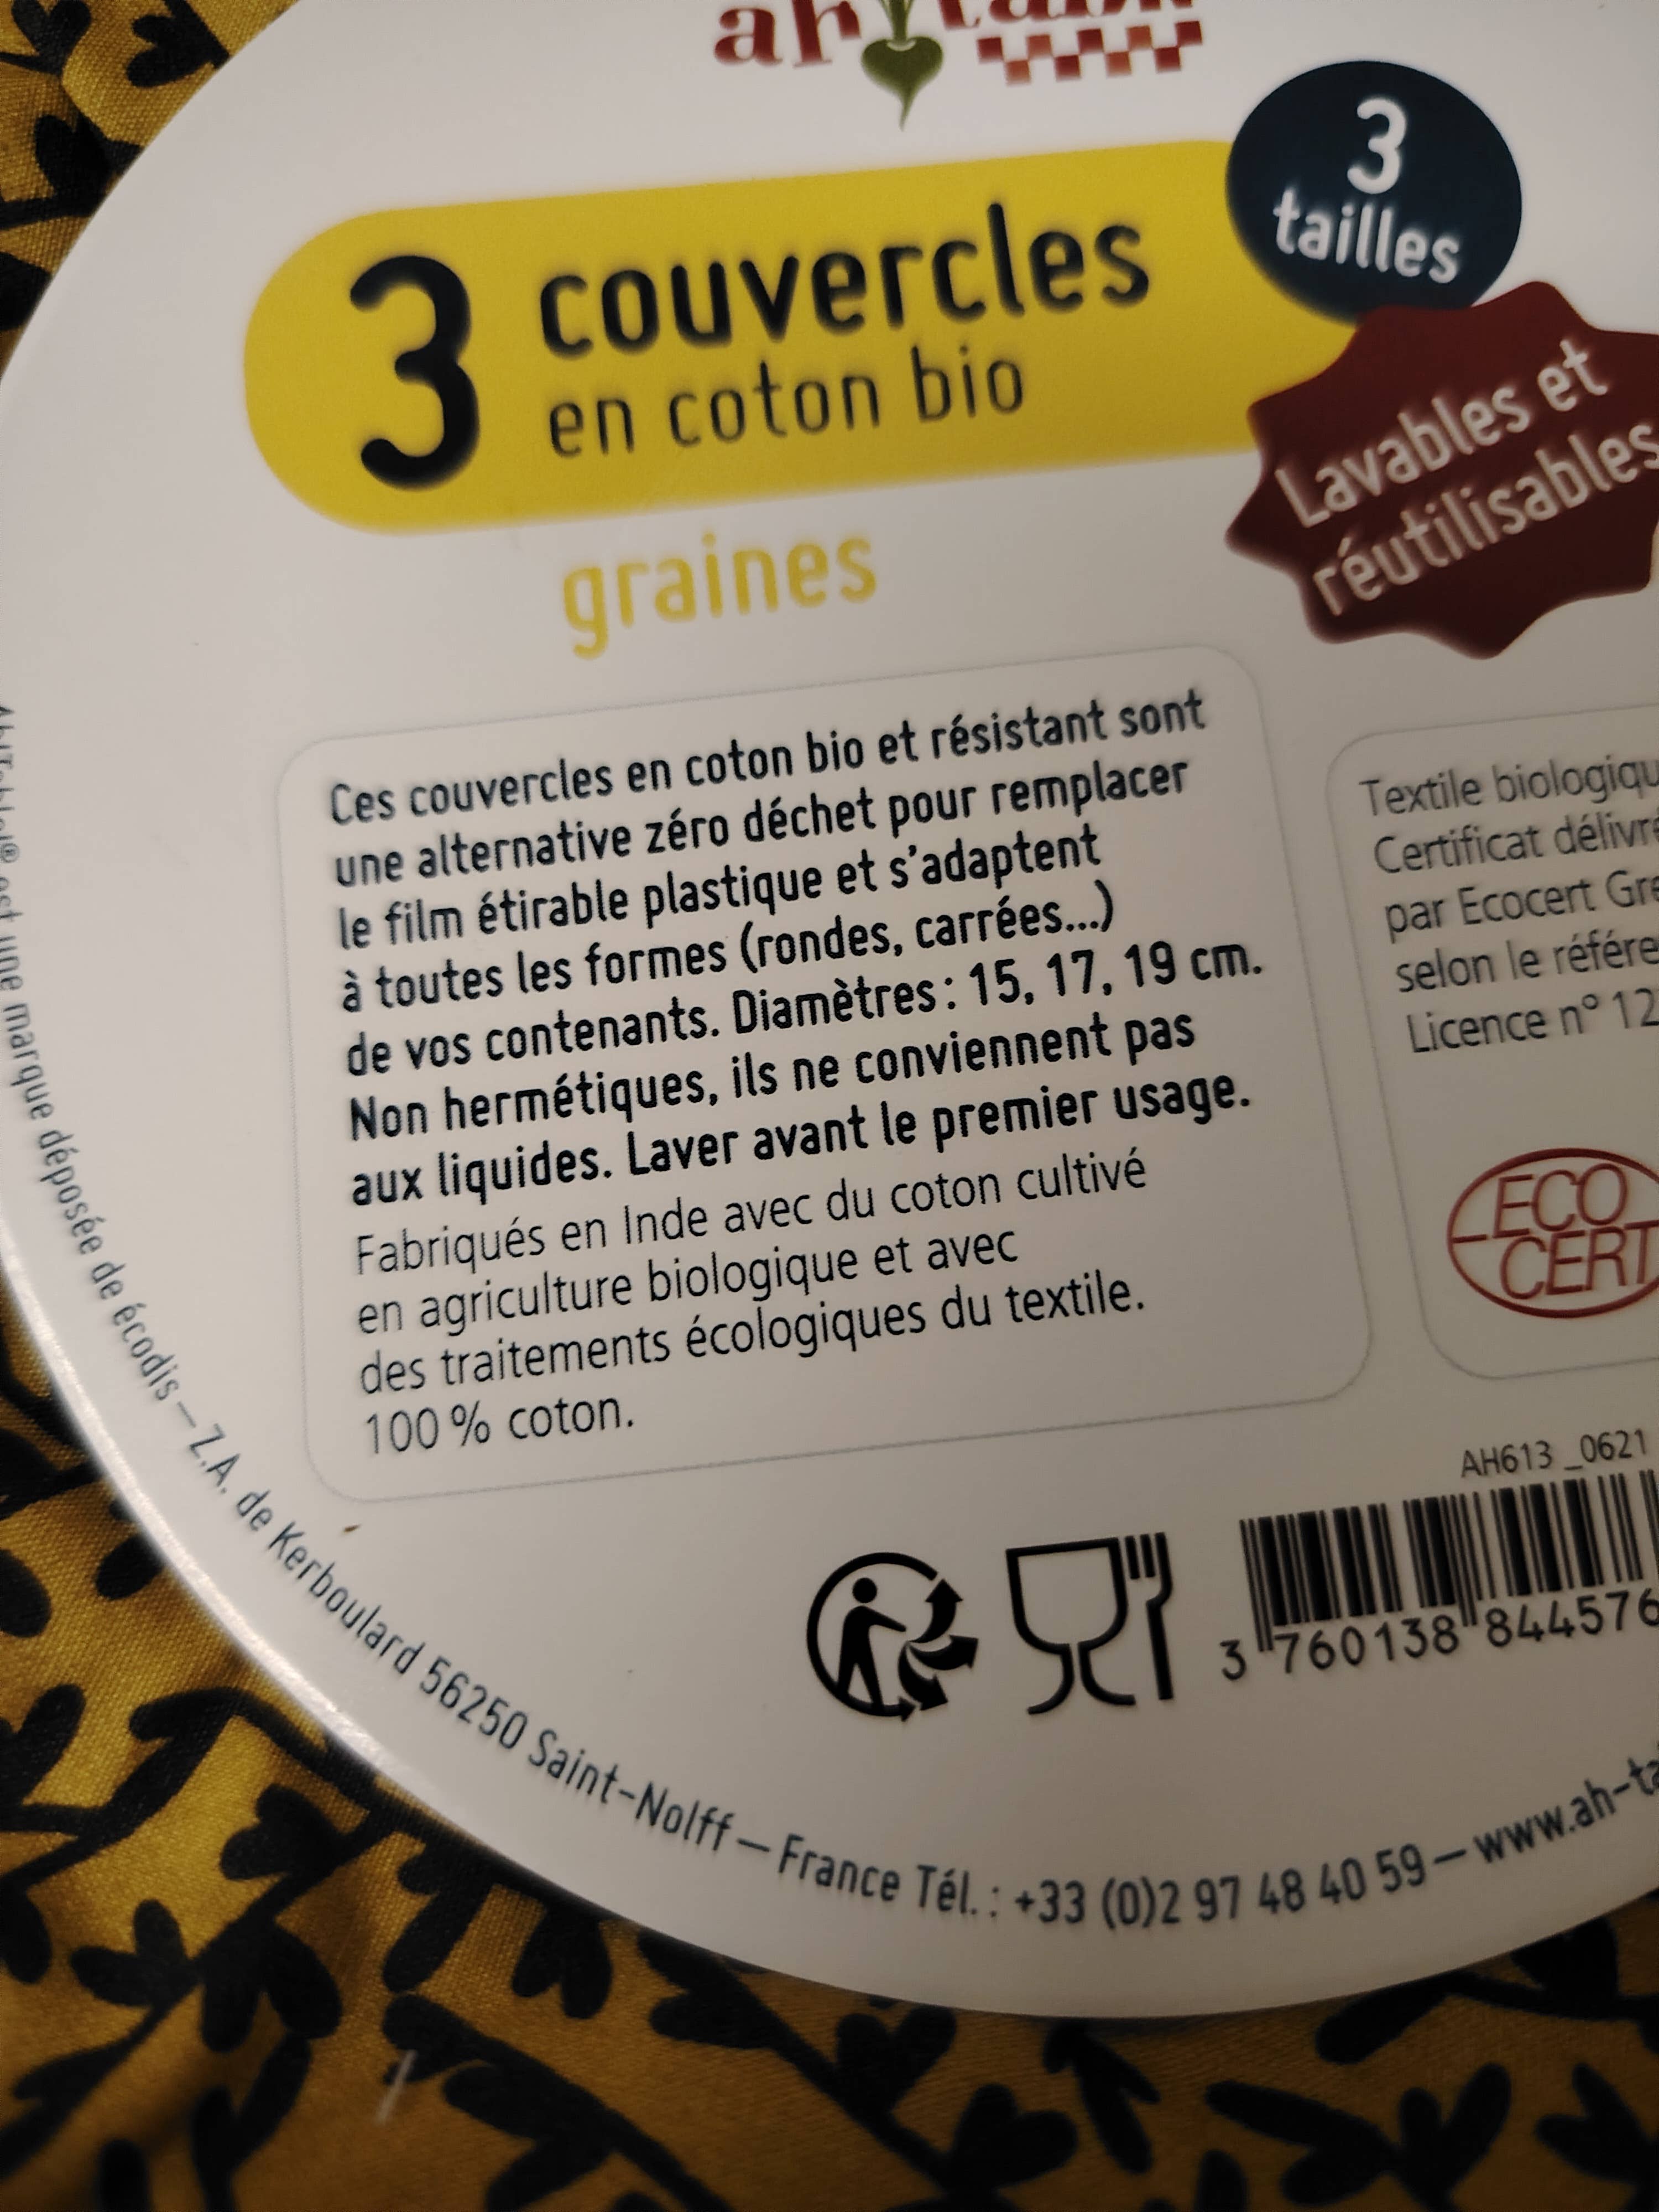 ah
3
tailles
3 couvercles
en coton bio
Lavables et
réutilisables
graines
Ces couvercles en coton bio et résistant sont
une alternative zéro déchet pour remplacer
le film étirable plastique et s'adaptent
à toutes les formes (rondes, carrées...)
de vos contenants. Diamètres : 15, 17, 19 cm.
Non hermétiques, ils ne conviennent pas
aux liquides. Laver avant le premier usage.
Fabriqués en Inde avec du coton cultivé
en agriculture biologique et avec
des traitements écologiques du textile.
100 % coton.
Textile biologiqu
Certificat délivré
par Ecocert Gre
selon le référe
Licence n° 12
ECO
CERT
AH613_0621
3 760138 844576
est une marque déposée de écodis – Z.A. de Kerboulard 56250 Saint-Nolff – France Tél. : +33 (0)2 97 48 40 59 – www.ah-ta